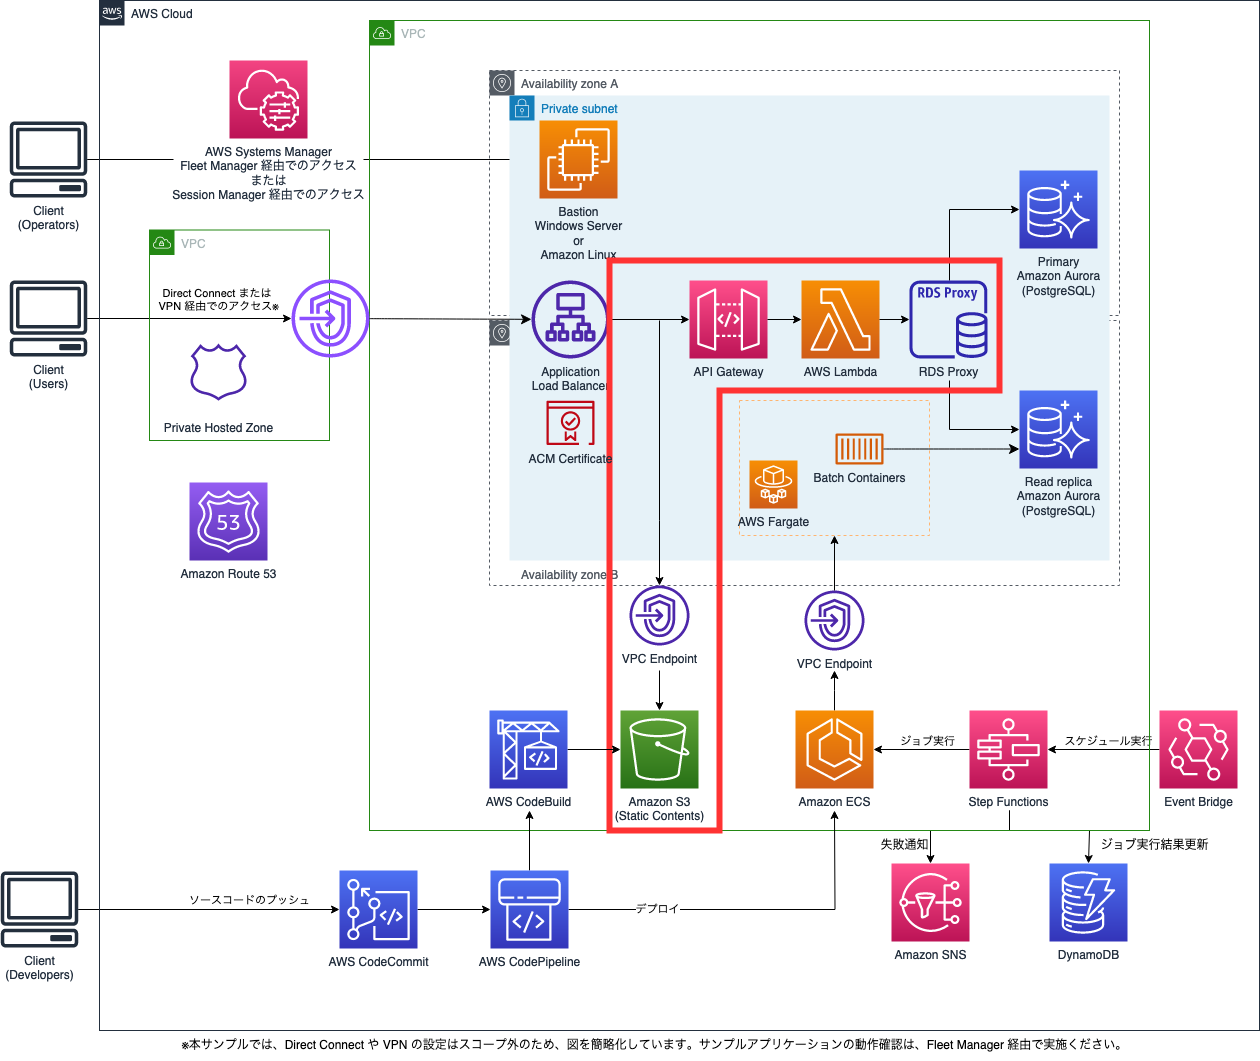 aws
AWS Cloud
VPC
Availability zone A
Private subnet
AWS Systems Manager
Fleet Manager 経由でのアクセス
または
Session Manager 経由でのアクセス
Client
(Operators)
Bastion
Windows Server
or
Amazon Linux
Primary
Amazon Aurora
(PostgreSQL)
VPC
Direct Connect または
VPN 経由でのアクセス※
Client
(Users)
Private Hosted Zone
Application
Load Balancer
ACM Certificate
API Gateway
AWS Lambda
RDS Proxy
RDS Proxy
Batch Containers
AWS Fargate
Read replica
Amazon Aurora
(PostgreSQL)
53
Amazon Route 53
Availability zone B
VPC Endpoint
VPC Endpoint
AWS CodeBuild
Amazon S3
(Static Contents)
Amazon ECS
ジョブ実行
Step Functions
スケジュール実行
Event Bridge
失敗通知
ジョブ実行結果更新
Client
(Developers)
ソースコードのプッシュ
AWS CodeCommit
AWS CodePipeline
デプロイ
Amazon SNS
DynamoDB
※本サンプルでは、Direct Connect や VPN の設定はスコープ外のため、図を簡略化しています。サンプルアプリケーションの動作確認は、Fleet Manager 経由で実施ください。